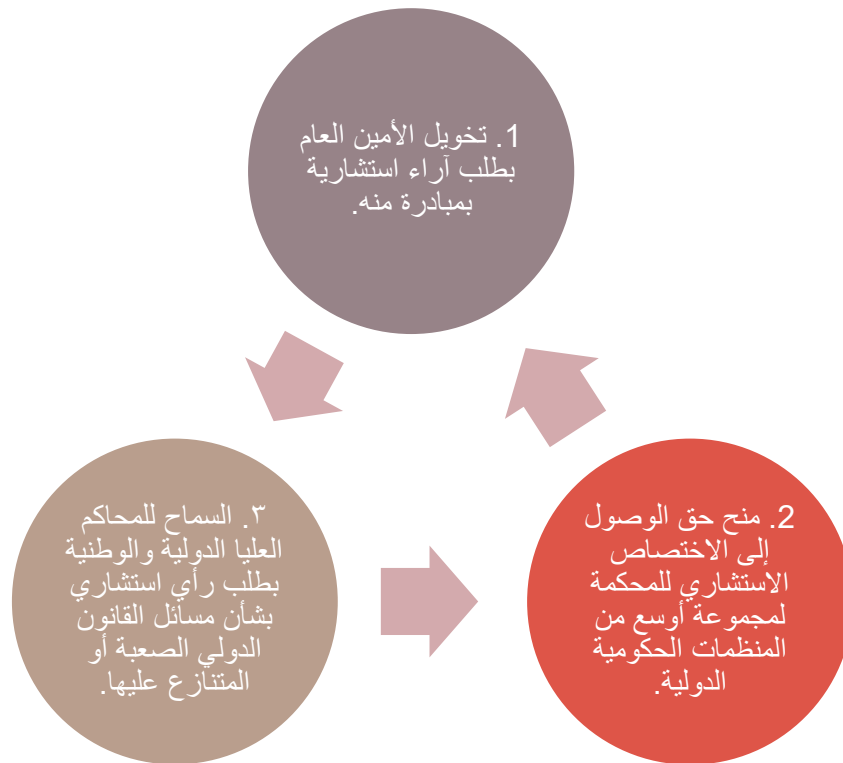 1. تخويل الأمين العام
بطلب آراء استشارية
بمبادرة منه.
2. منح حق الوصول
إلى الاختصاص
الاستشاري للمحكمة
لمجموعة أوسع من
المنظمات الحكومية
الدولية.
٣. السماح للمحاكم
العليا الدولية والوطنية
بطلب رأي استشاري
بشأن مسائل القانون
الدولي الصعبة أو
المتنازع عليها.